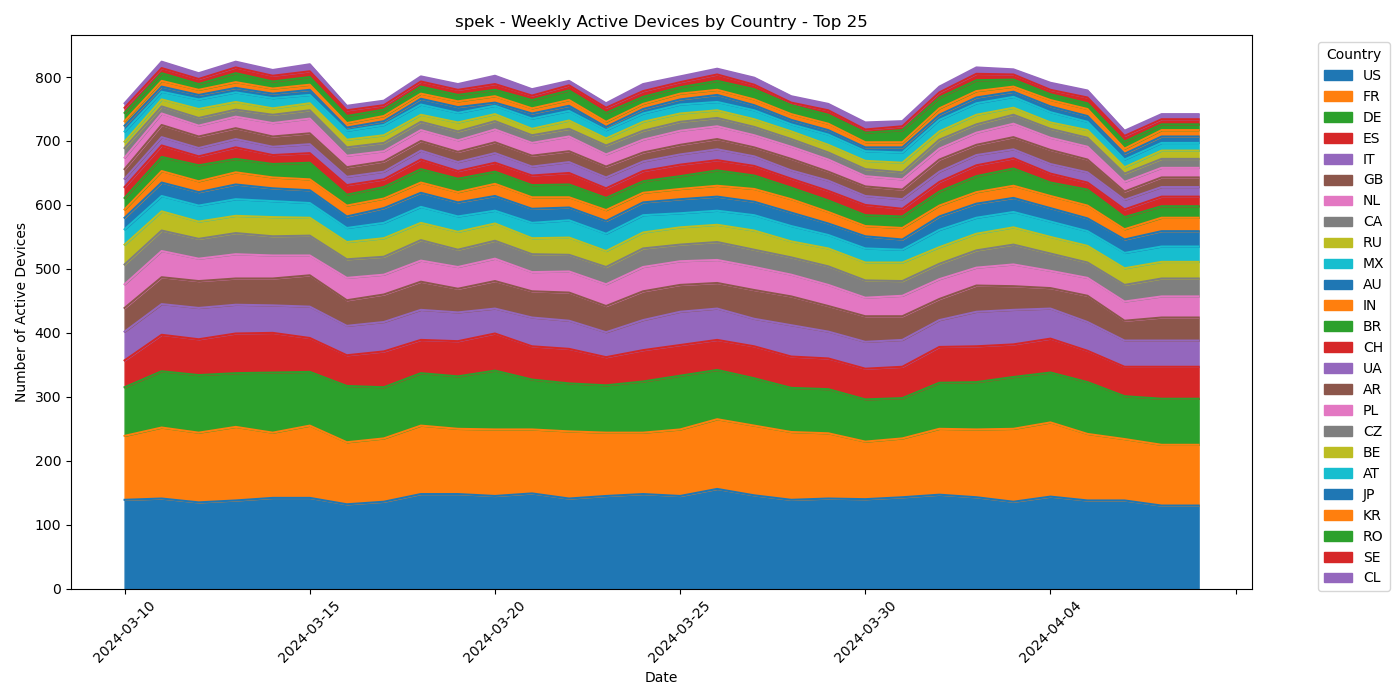 spek - Weekly Active Devices by Country - Top 25
Number of Active Devices
800
700
600
500
400
300
200
100
0
2024-03-10
2024-03-15
2024-03-20
2024-03-25
2024-03-30
2024-04-04
Date
Country
US
FR
DE
ES
IT
GB
NL
CA
RU
MX
AU
IN
BR
CH
UA
AR
PL
CZ
BE
AT
JP
KR
RO
SE
CL